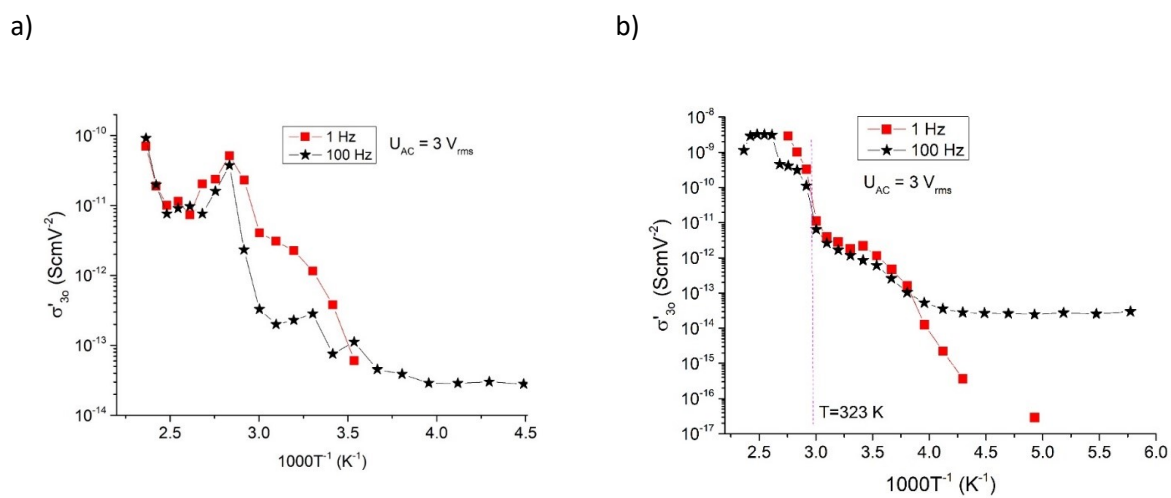 a)
b)
1 Hz
100 Hz
U_AC = 3 V_rms
σ'_3o (ScmV⁻²)
10⁻¹⁰
10⁻¹¹
10⁻¹²
10⁻¹³
10⁻¹⁴
2.5 3.0 3.5 4.0 4.5
1000T⁻¹ (K⁻¹)
1 Hz
100 Hz
U_AC = 3 V_rms
σ'_3o (ScmV⁻²)
10⁻⁸
10⁻⁹
10⁻¹⁰
10⁻¹¹
10⁻¹²
10⁻¹³
10⁻¹⁴
10⁻¹⁵
10⁻¹⁶
10⁻¹⁷
T=323 K
2.5 3.0 3.5 4.0 4.5 5.0 5.5 6.0
1000T⁻¹ (K⁻¹)